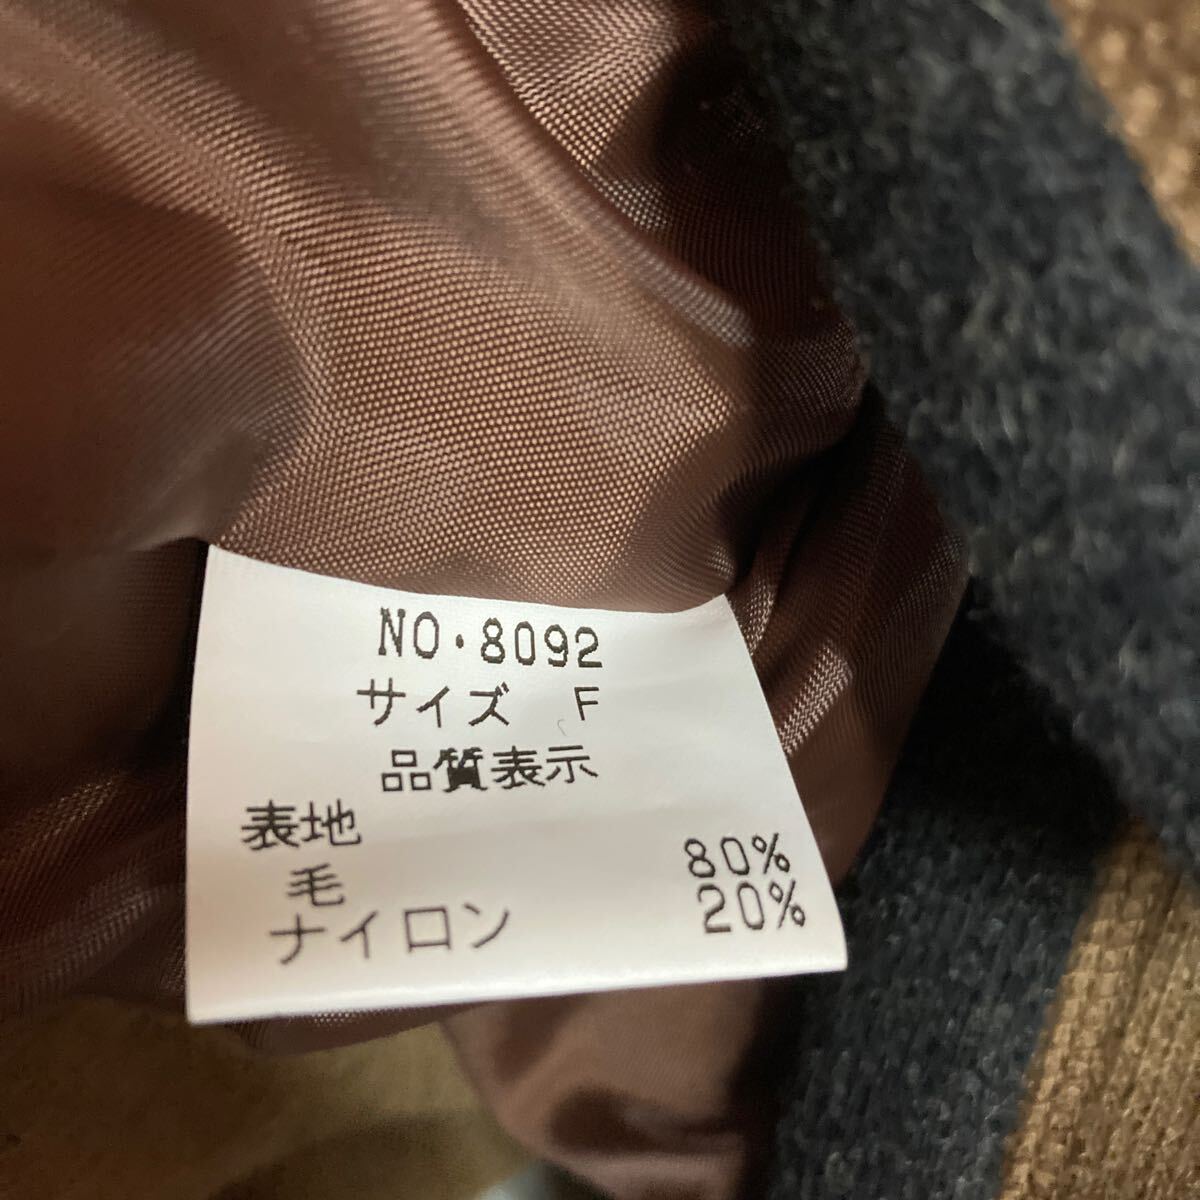 NO.8092
サイズ F
品質表示
表地
毛 80%
ナイロン 20%